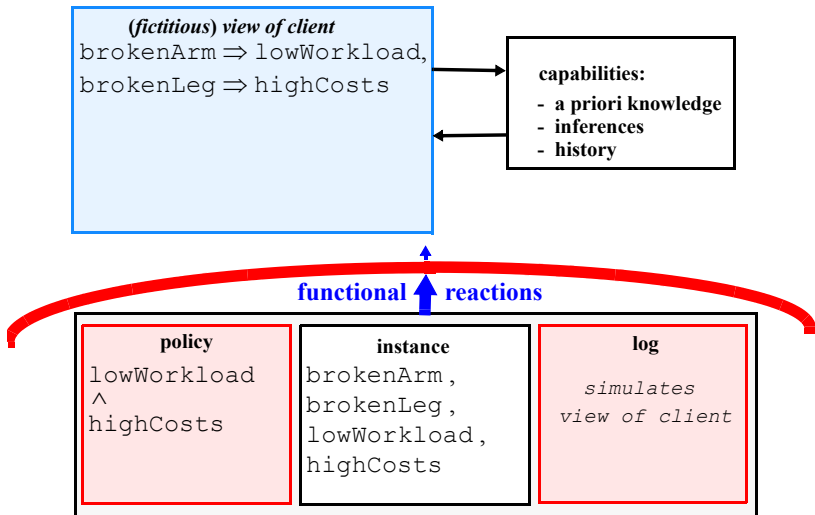 (fictitious) view of client
brokenArm ⇒ lowWorkload,
brokenLeg ⇒ highCosts
capabilities:
- a priori knowledge
- inferences
- history
functional reactions
policy
lowWorkload
∧
highCosts
instance
brokenArm,
brokenLeg,
lowWorkload,
highCosts
log
simulates
view of client